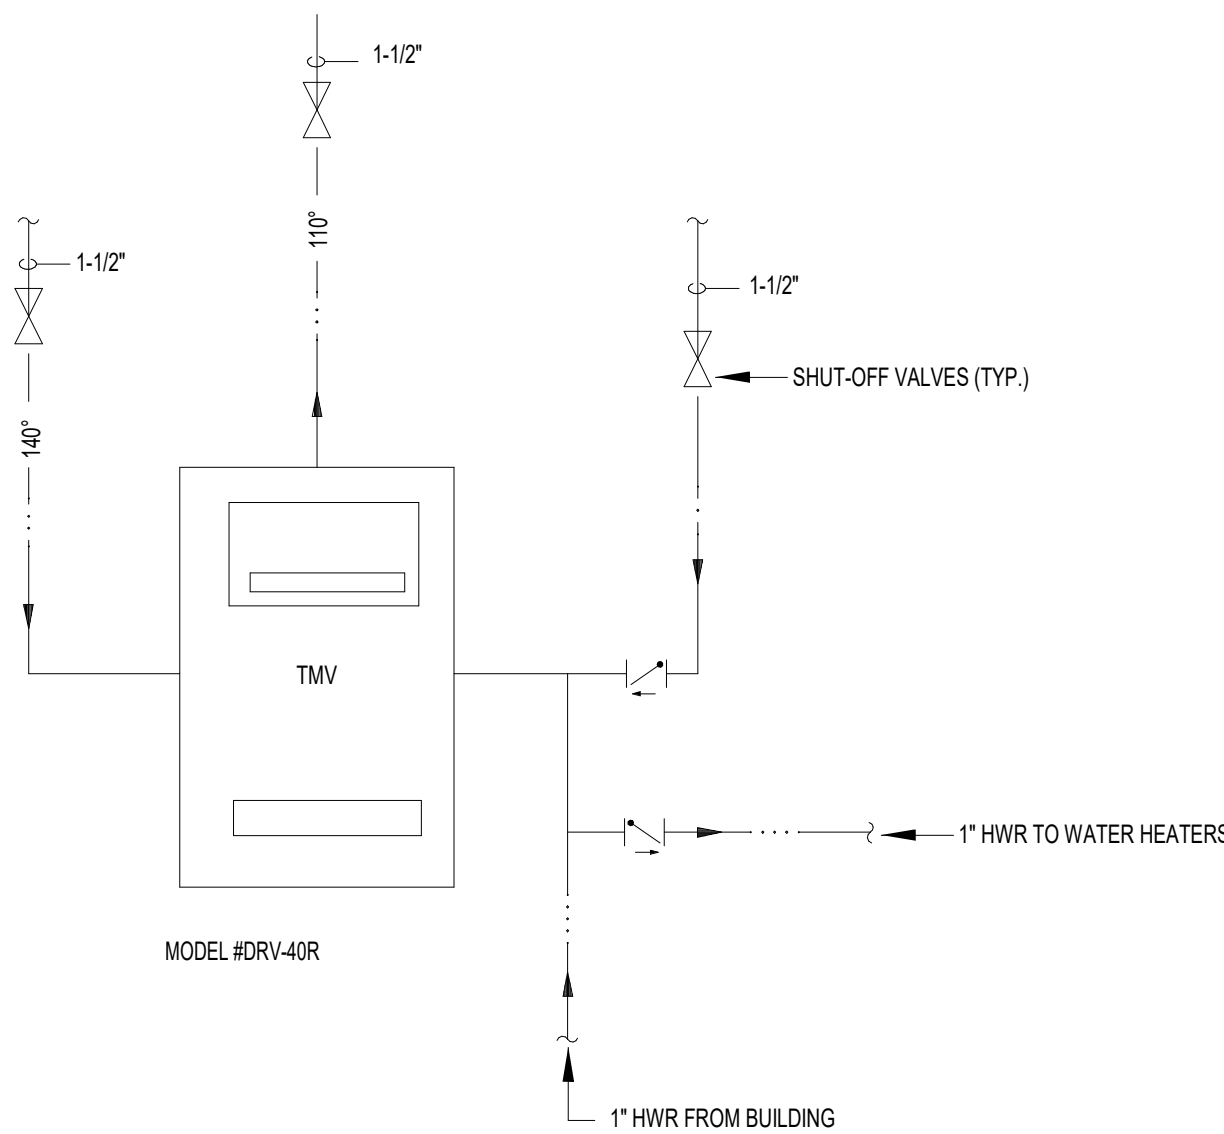 1-1/2"
110°
1-1/2"
1-1/2"
SHUT-OFF VALVES (TYP.)
140°
TMV
1" HWR TO WATER HEATERS
MODEL #DRV-40R
1" HWR FROM BUILDING